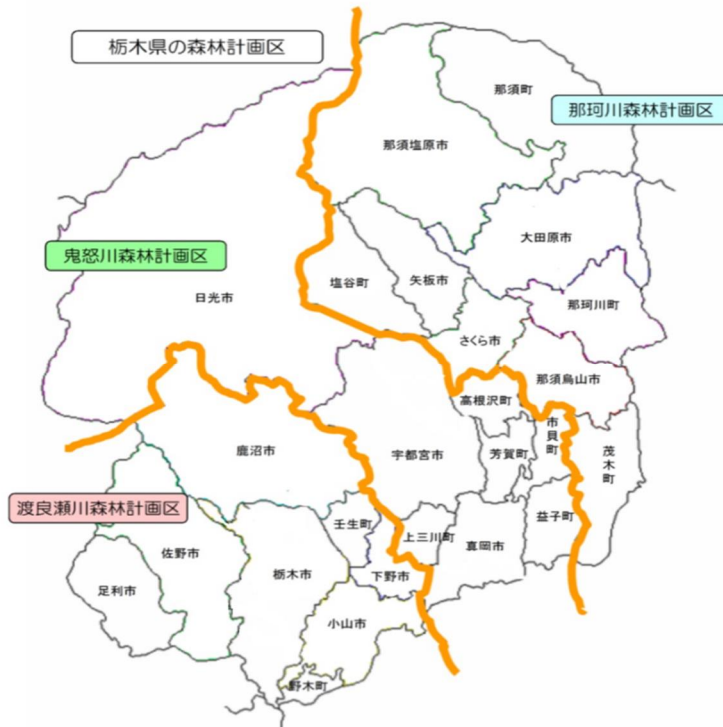 栃木県の森林計画区
那須町
那珂川森林計画区
那須塩原市
大田原市
鬼怒川森林計画区
塩谷町
矢板市
日光市
那珂川町
さくら市
那須烏山市
高根沢町
市貝町
茂木町
鹿沼市
宇都宮市
芳賀町
渡良瀬川森林計画区
益子町
壬生町
上三川町
真岡市
佐野市
栃木市
下野市
足利市
小山市
野木町